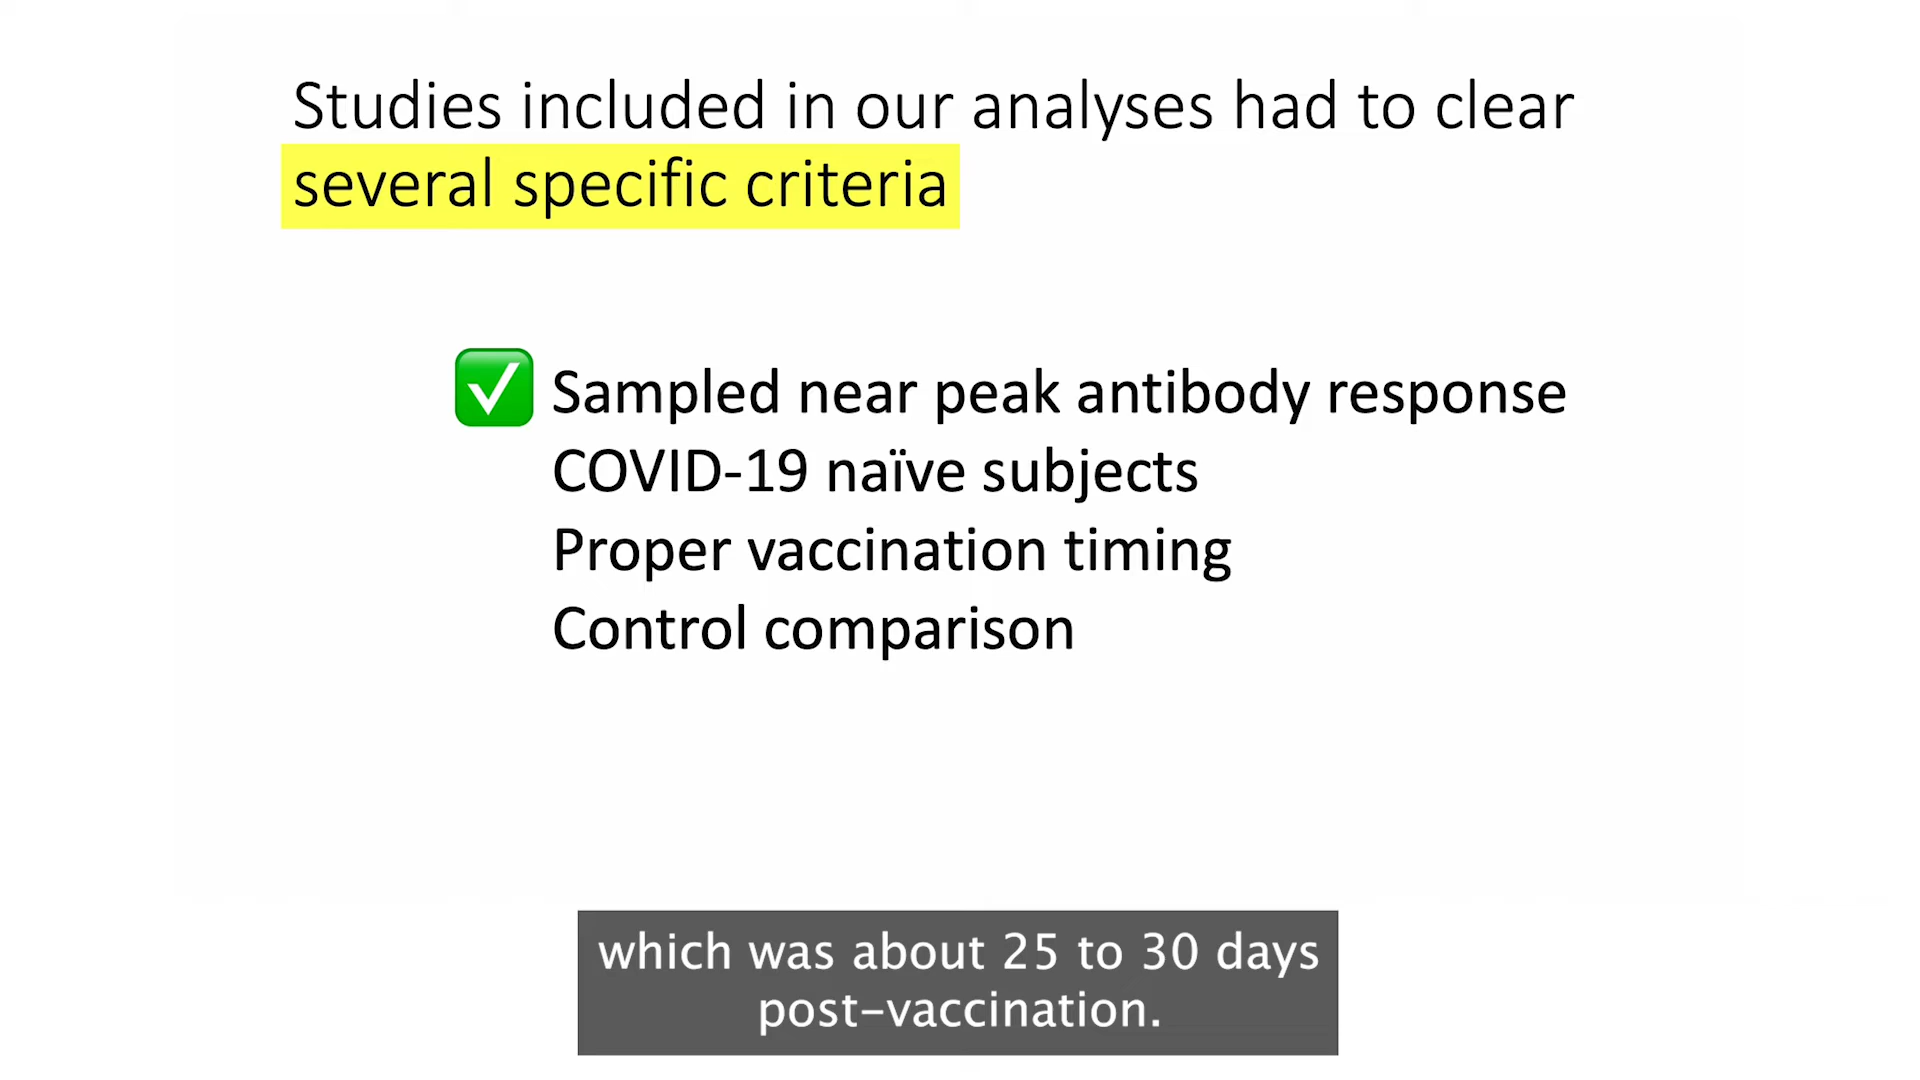 Studies included in our analyses had to clear
several specific criteria
✅ Sampled near peak antibody response
COVID-19 naïve subjects
Proper vaccination timing
Control comparison
which was about 25 to 30 days
post-vaccination.